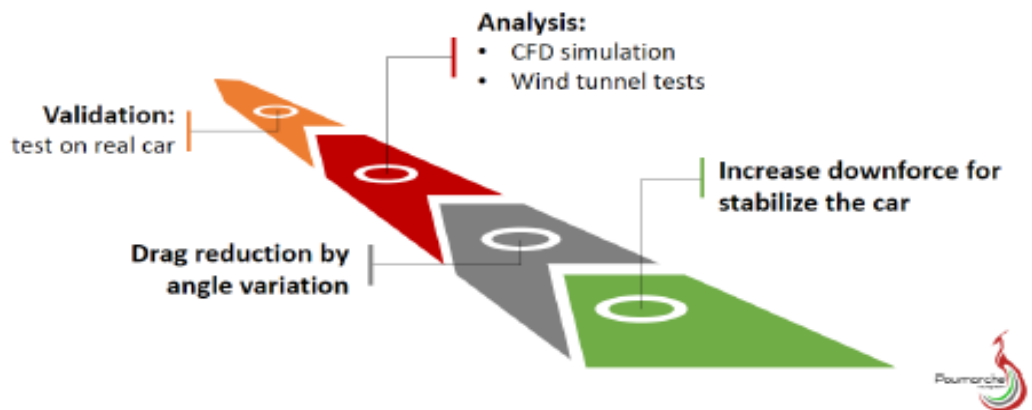 Analysis:
• CFD simulation
• Wind tunnel tests
Validation:
test on real car
Increase downforce for
stabilize the car
Drag reduction by
angle variation
Poumarche